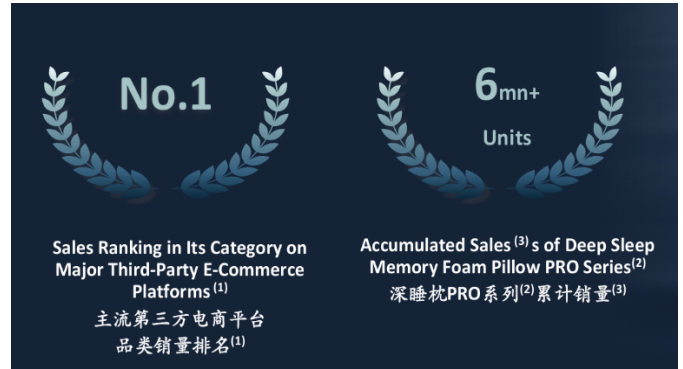 No.1
Sales Ranking in Its Category on
Major Third-Party E-Commerce
Platforms(1)
主流第三方电商平台
品类销量排名(1)
6mn+
Units
Accumulated Sales(3)s of Deep Sleep
Memory Foam Pillow PRO Series(2)
深睡枕PRO系列(2)累计销量(3)